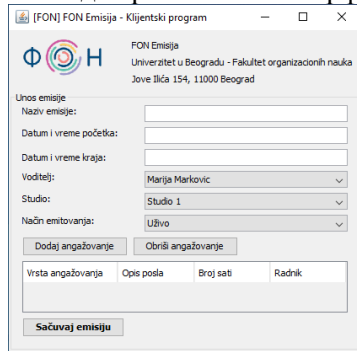 [FON] FON Emisija - Klijentski program
ФОН
FON Emisija
Univerzitet u Beogradu - Fakultet organizacionih nauka
Jove Ilića 154, 11000 Beograd
Unos emisije
Naziv emisije:
Datum i vreme početka:
Datum i vreme kraja:
Voditelj: Marija Markovic
Studio: Studio 1
Način emitovanja: Uživo
Dodaj angažovanje Obriši angažovanje
Vrsta angažovanja Opis posla Broj sati Radnik
Sačuvaj emisiju